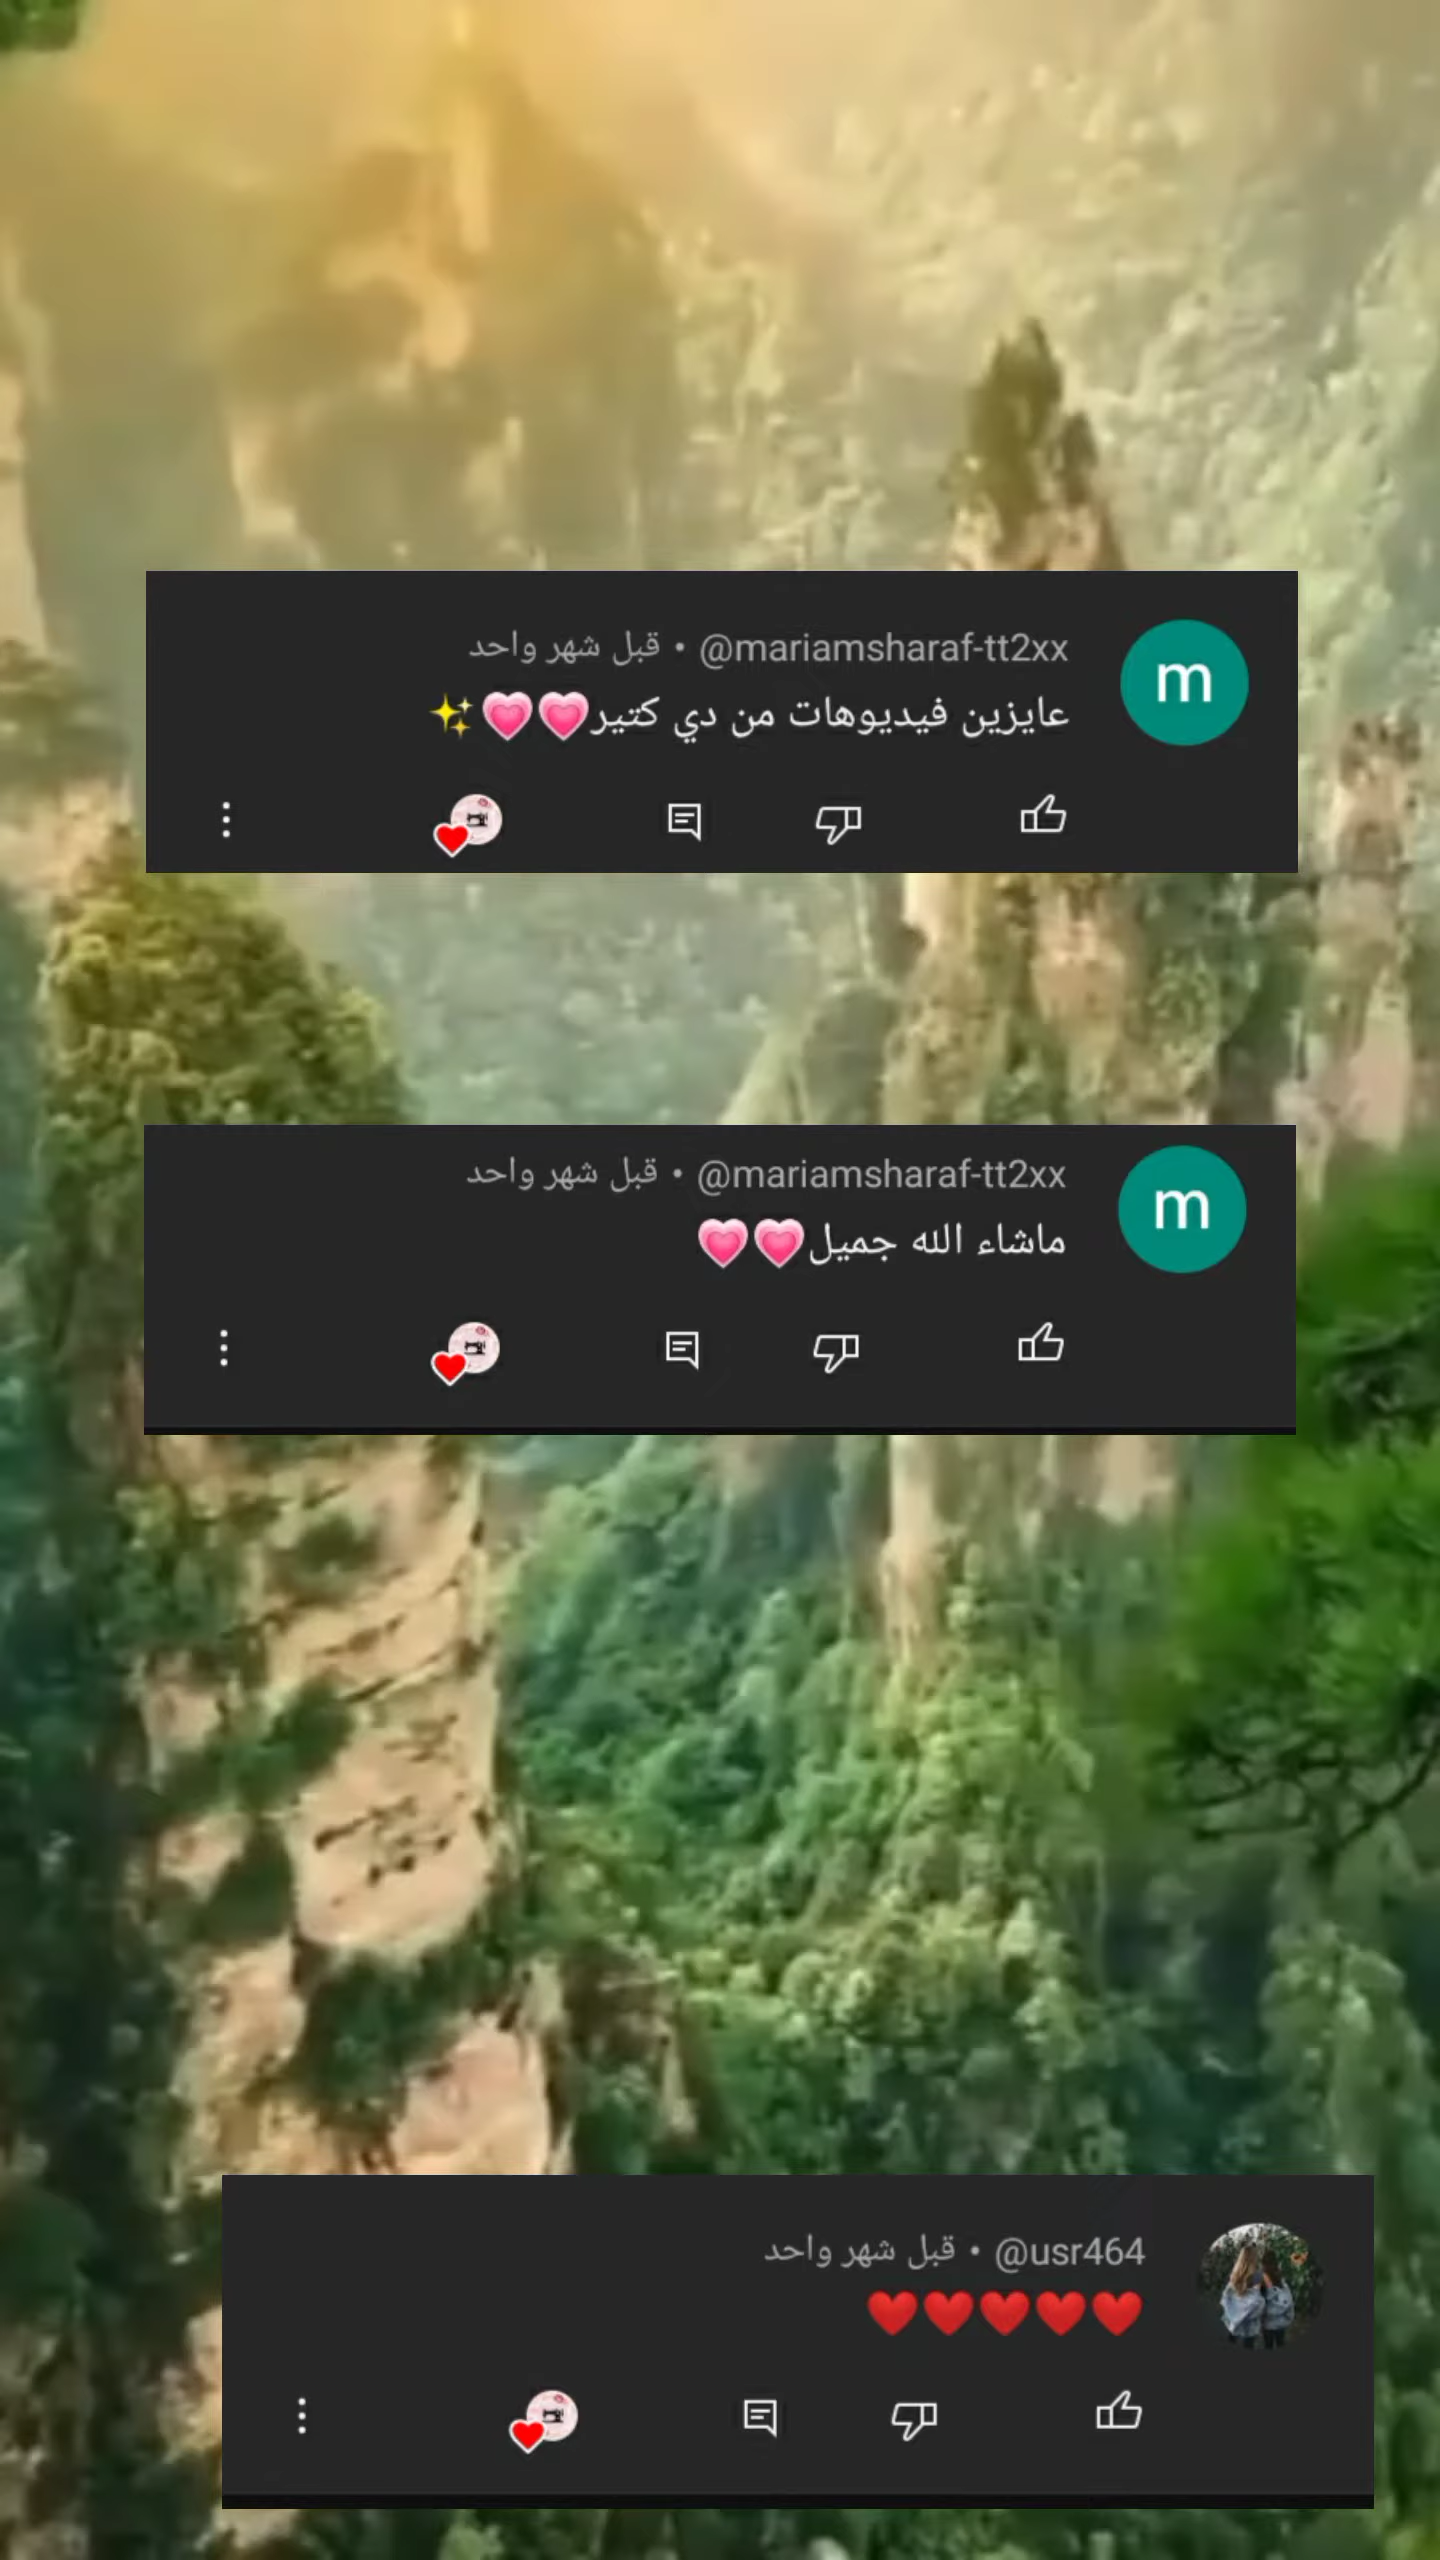 @mariamsharaf-tt2xx • قبل شهر واحد
عايزين فيديوهات من دي كتير💗💗✨
@mariamsharaf-tt2xx • قبل شهر واحد
ماشاء الله جميل💗💗
@usr464 • قبل شهر واحد
❤️❤️❤️❤️❤️